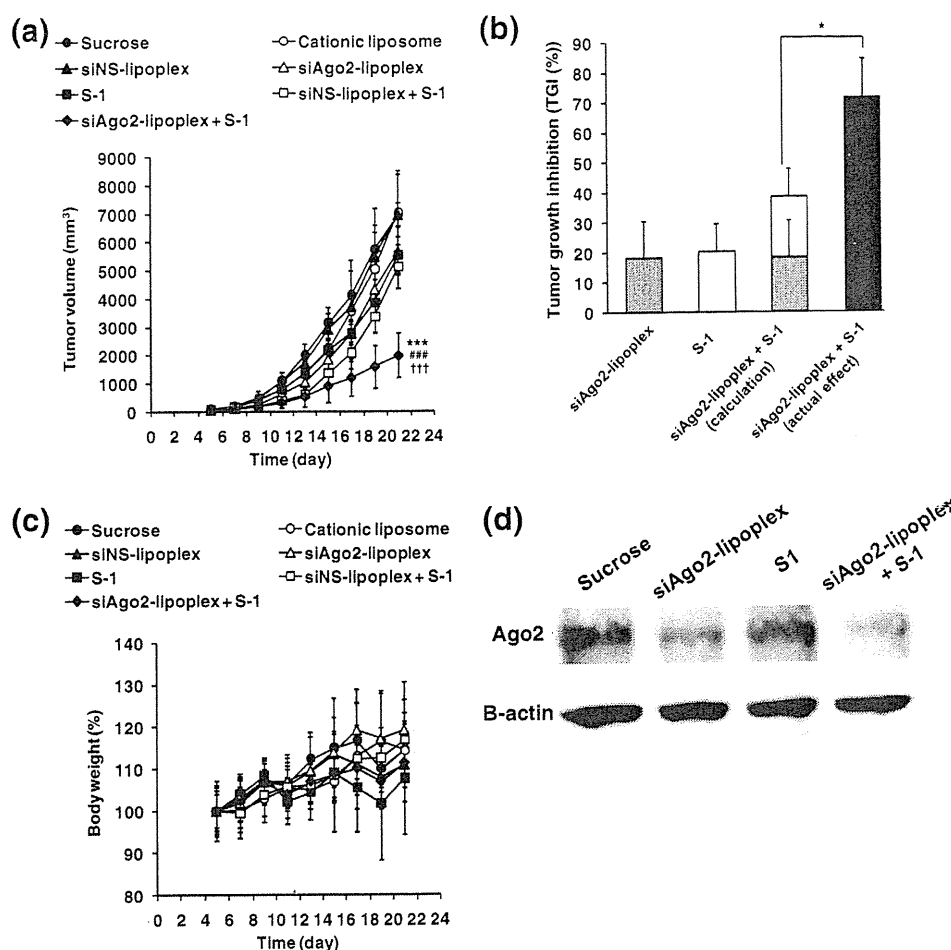 (a)
Sucrose
Cationic liposome
siNS-lipoplex
siAgo2-lipoplex
S-1
siNS-lipoplex + S-1
siAgo2-lipoplex + S-1
Tumor volume (mm³)
9000
8000
7000
6000
5000
4000
3000
2000
1000
0
***
###
†††
0 2 4 6 8 10 12 14 16 18 20 22 24
Time (day)
(b)
*
Tumor growth inhibition (TGI (%))
90
80
70
60
50
40
30
20
10
0
siAgo2-lipoplex
S-1
siAgo2-lipoplex + S-1
(calculation)
siAgo2-lipoplex + S-1
(actual effect)
(c)
Sucrose
Cationic liposome
siNS-lipoplex
siAgo2-lipoplex
S-1
siNS-lipoplex + S-1
siAgo2-lipoplex + S-1
Body weight (%)
140
130
120
110
100
90
80
0 2 4 6 8 10 12 14 16 18 20 22 24
Time (day)
(d)
Sucrose
siAgo2-lipoplex
S1
siAgo2-lipoplex
+ S-1
Ago2
B-actin